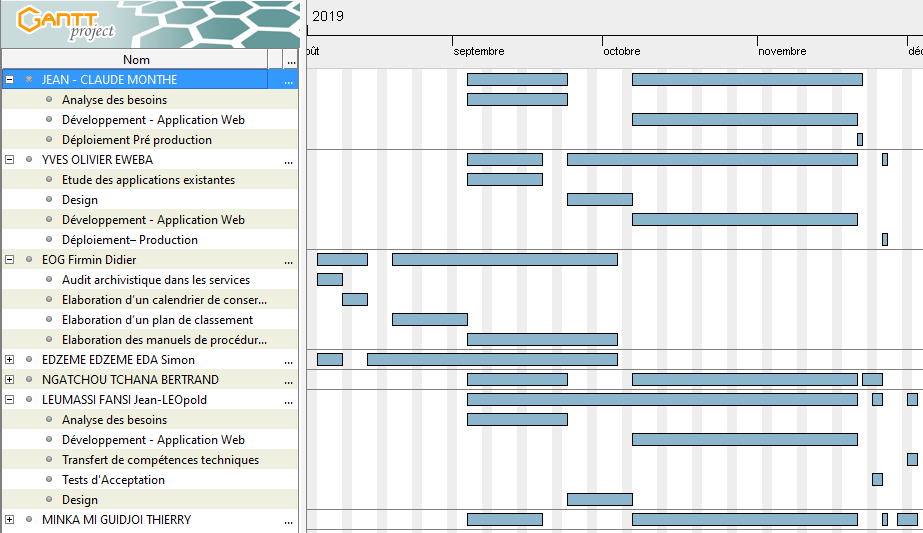 GANTT
project
2019
oût
septembre
octobre
novembre
déc
Nom
...
JEAN - CLAUDE MONTHE
...
Analyse des besoins
Développement - Application Web
Déploiement Pré production
YVES OLIVIER EWEBA
...
Etude des applications existantes
Design
Développement - Application Web
Déploiement– Production
EOG Firmin Didier
...
Audit archivistique dans les services
Elaboration d’un calendrier de conser...
Elaboration d’un plan de classement
Elaboration des manuels de procédur...
EDZEME EDZEME EDA Simon
...
NGATCHOU TCHANA BERTRAND
...
LEUMASSI FANSI Jean-LEOpold
...
Analyse des besoins
Développement - Application Web
Transfert de compétences techniques
Tests d'Acceptation
Design
MINKA MI GUIDJOI THIERRY
...